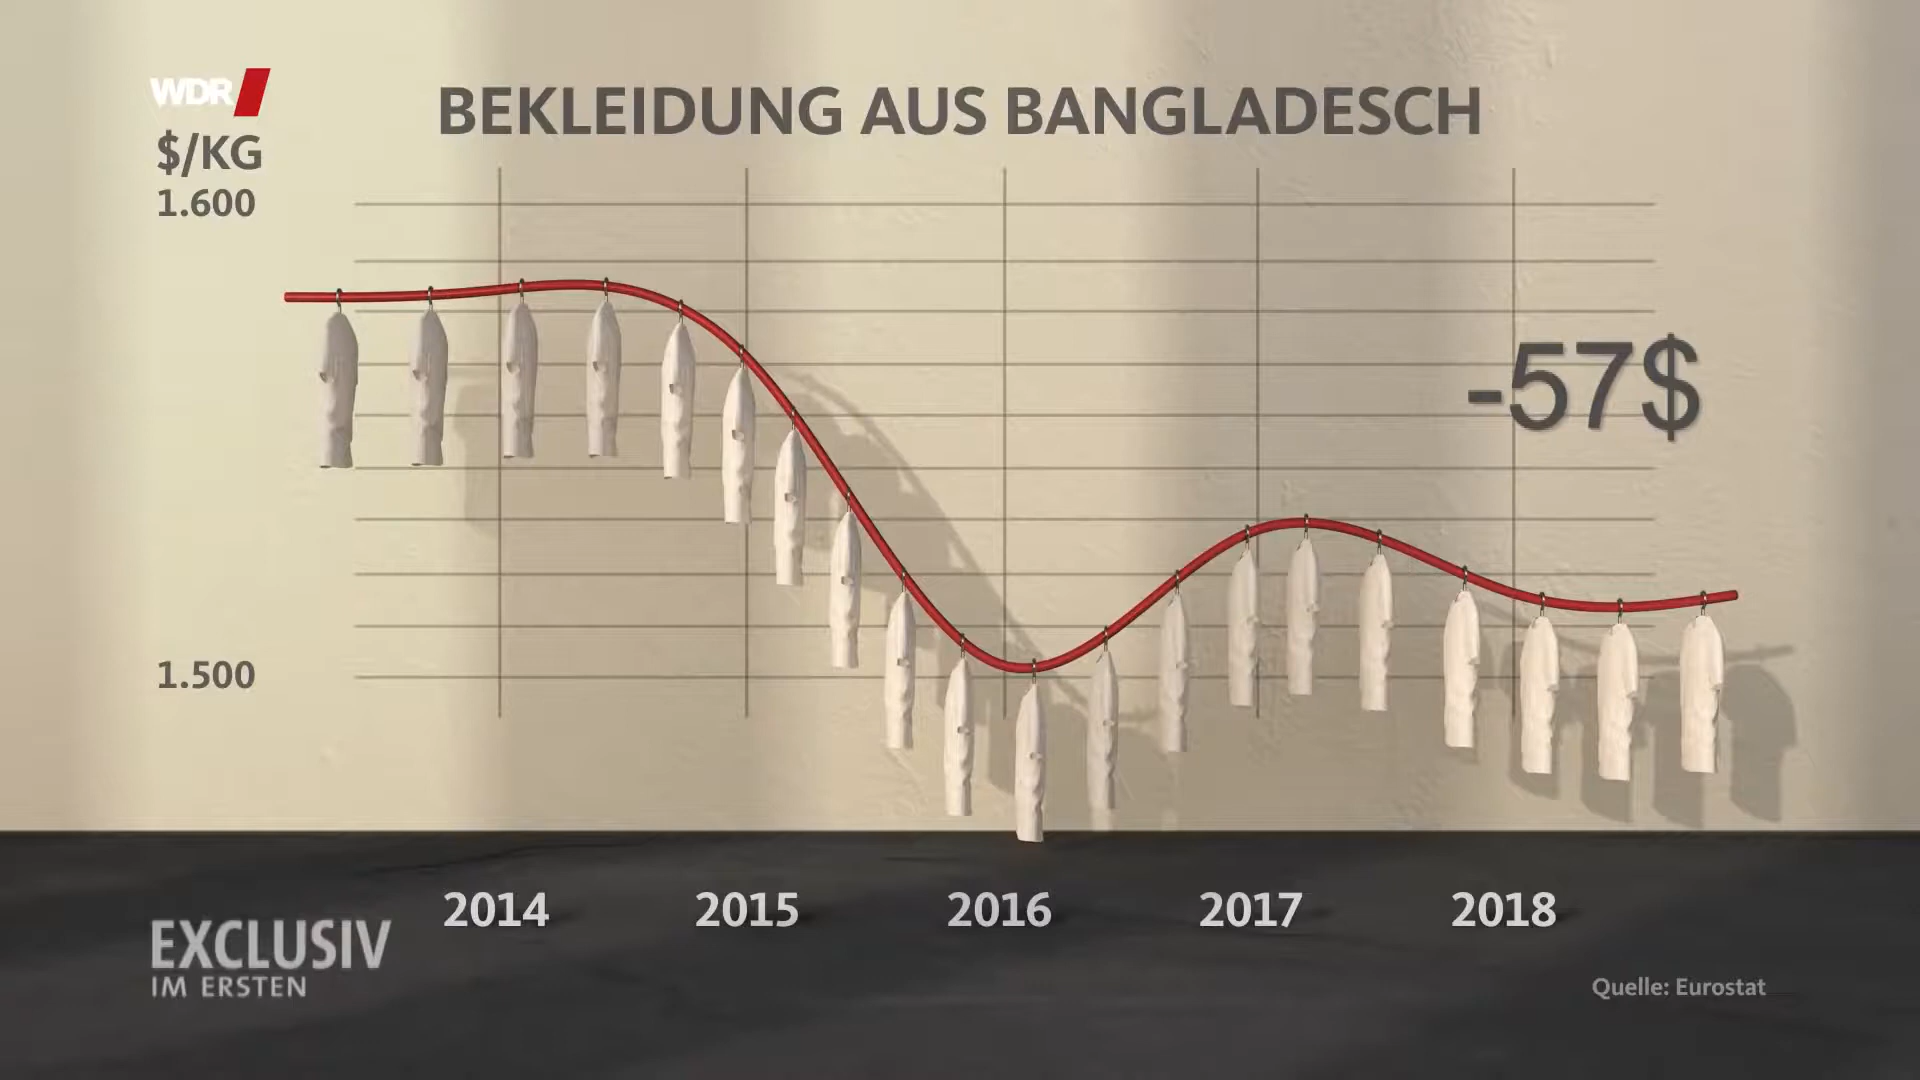 WDR
BEKLEIDUNG AUS BANGLADESCH
$/KG
1.600
-57$
1.500
2014 2015 2016 2017 2018
EXCLUSIV
IM ERSTEN
Quelle: Eurostat